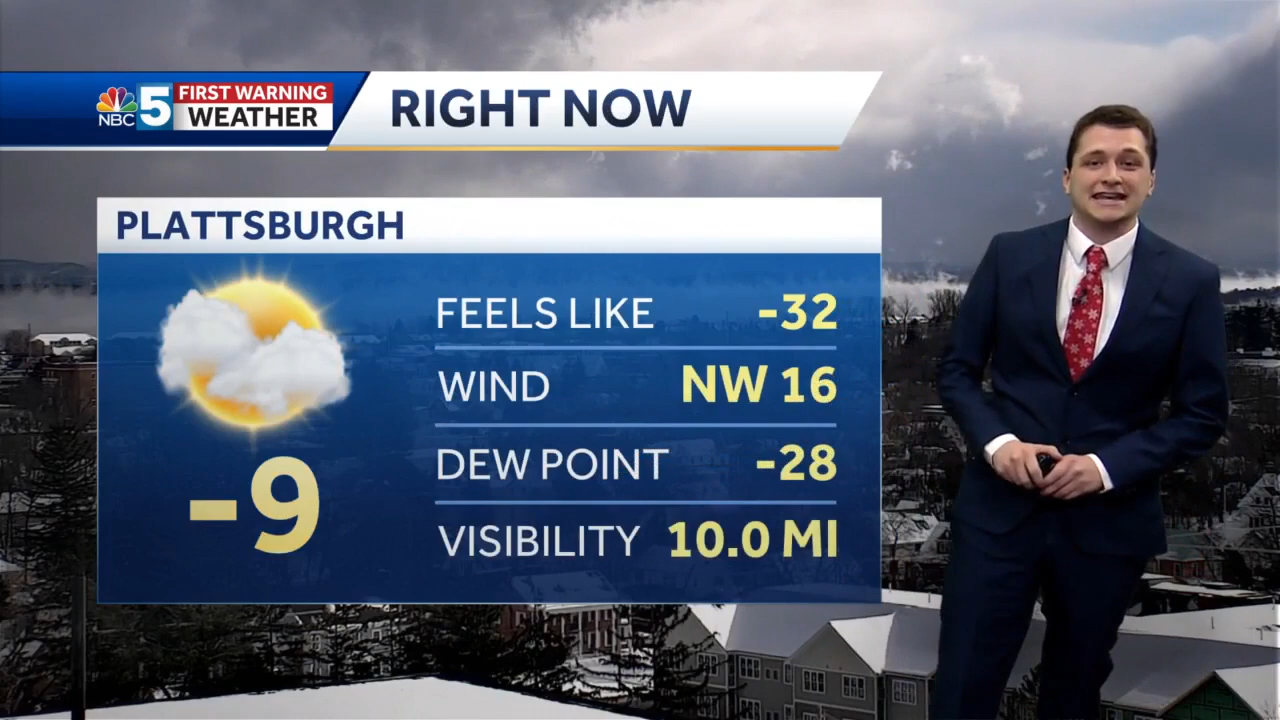 NBC 5 FIRST WARNING
WEATHER
RIGHT NOW
PLATTSBURGH
-9
FEELS LIKE -32
WIND NW 16
DEW POINT -28
VISIBILITY 10.0 MI